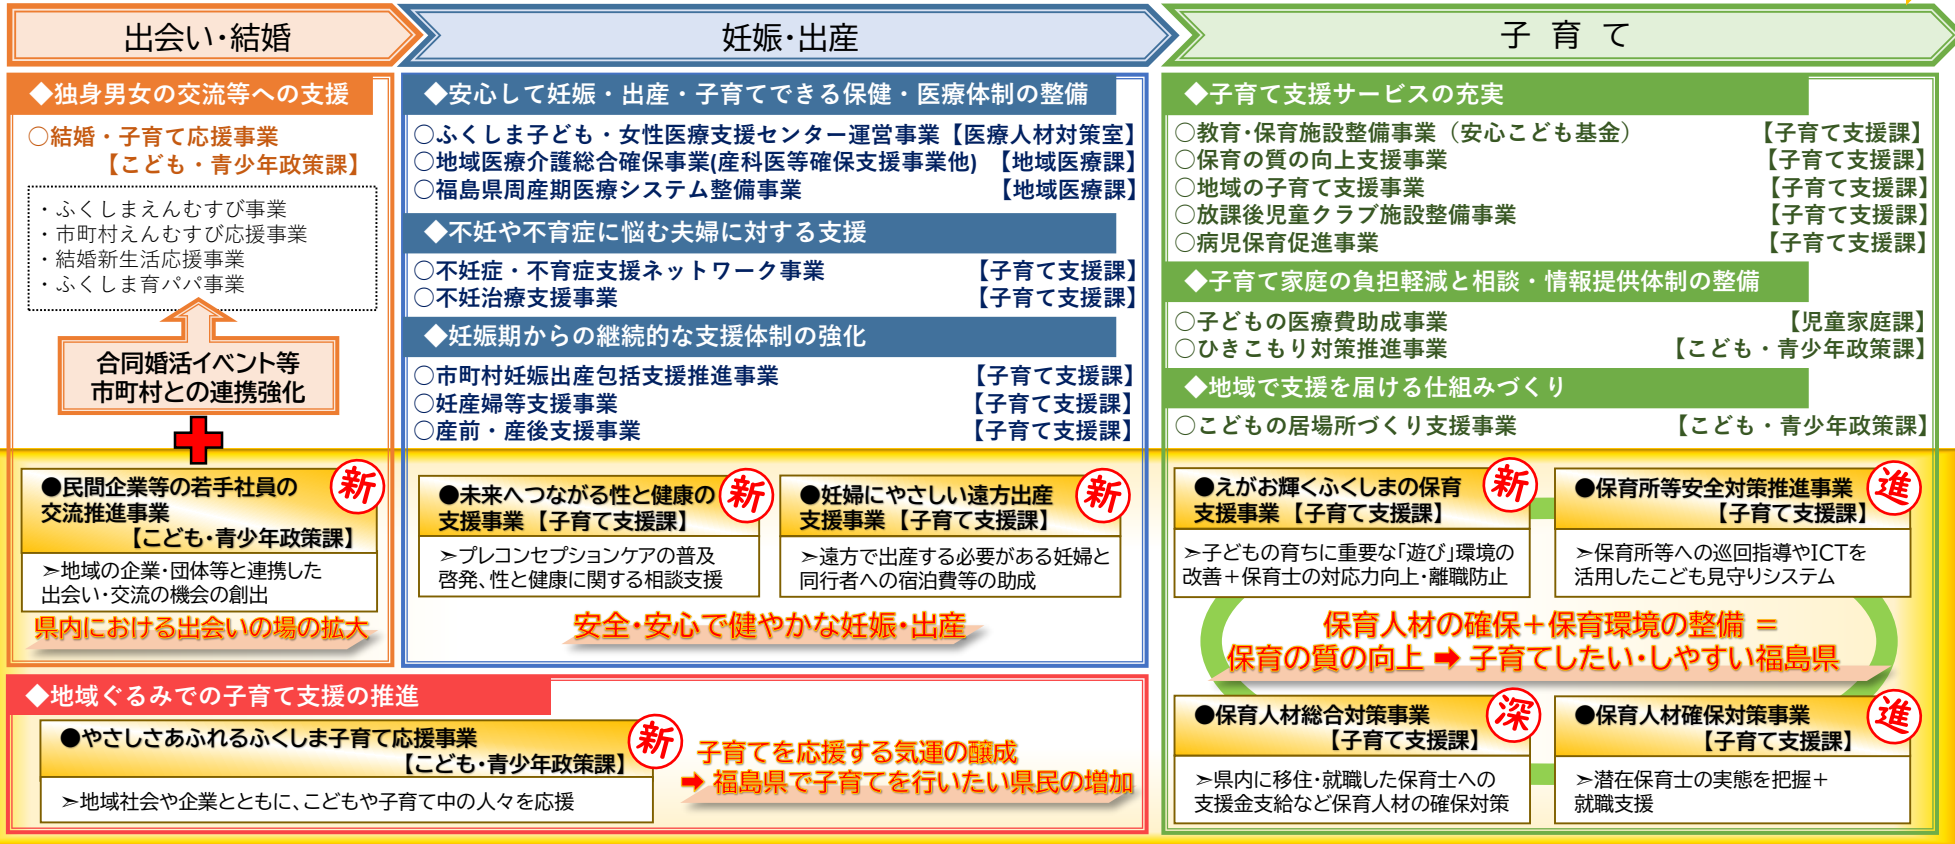 出会い・結婚
◆独身男女の交流等への支援
○結婚・子育て応援事業
【こども・青少年政策課】
・ふくしまえんむすび事業
・市町村えんむすび応援事業
・結婚新生活応援事業
・ふくしま育パパ事業
合同婚活イベント等
市町村との連携強化
●民間企業等の若手社員の
交流推進事業
【こども・青少年政策課】
新
➢地域の企業・団体等と連携した
出会い・交流の機会の創出
県内における出会いの場の拡大
妊娠・出産
◆安心して妊娠・出産・子育てできる保健・医療体制の整備
○ふくしま子ども・女性医療支援センター運営事業【医療人材対策室】
○地域医療介護総合確保事業(産科医等確保支援事業他) 【地域医療課】
○福島県周産期医療システム整備事業 【地域医療課】
◆不妊や不育症に悩む夫婦に対する支援
○不妊症・不育症支援ネットワーク事業 【子育て支援課】
○不妊治療支援事業 【子育て支援課】
◆妊娠期からの継続的な支援体制の強化
○市町村妊娠出産包括支援推進事業 【子育て支援課】
○妊産婦等支援事業 【子育て支援課】
○産前・産後支援事業 【子育て支援課】
●未来へつながる性と健康の
支援事業【子育て支援課】
新
➢プレコンセプションケアの普及
啓発、性と健康に関する相談支援
●妊婦にやさしい遠方出産
支援事業【子育て支援課】
新
➢遠方で出産する必要がある妊婦と
同行者への宿泊費等の助成
安全・安心で健やかな妊娠・出産
子 育 て
◆子育て支援サービスの充実
○教育・保育施設整備事業（安心こども基金） 【子育て支援課】
○保育の質の向上支援事業 【子育て支援課】
○地域の子育て支援事業 【子育て支援課】
○放課後児童クラブ施設整備事業 【子育て支援課】
○病児保育促進事業 【子育て支援課】
◆子育て家庭の負担軽減と相談・情報提供体制の整備
○子どもの医療費助成事業 【児童家庭課】
○ひきこもり対策推進事業 【こども・青少年政策課】
◆地域で支援を届ける仕組みづくり
○こどもの居場所づくり支援事業 【こども・青少年政策課】
●えがお輝くふくしまの保育
支援事業【子育て支援課】
新
➢子どもの育ちに重要な「遊び」環境の
改善＋保育士の対応力向上・離職防止
●保育所等安全対策推進事業
【子育て支援課】
進
➢保育所等への巡回指導やICTを
活用したこども見守りシステム
保育人材の確保＋保育環境の整備 ＝
保育の質の向上 ➡ 子育てしたい・しやすい福島県
●保育人材総合対策事業
【子育て支援課】
深
➢県内に移住・就職した保育士への
支援金支給など保育人材の確保対策
●保育人材確保対策事業
【子育て支援課】
進
➢潜在保育士の実態を把握＋
就職支援
◆地域ぐるみでの子育て支援の推進
●やさしさあふれるふくしま子育て応援事業
【こども・青少年政策課】
新
➢地域社会や企業とともに、こどもや子育て中の人々を応援
子育てを応援する気運の醸成
➡ 福島県で子育てを行いたい県民の増加